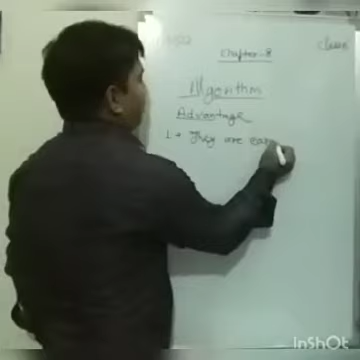 Chapter-8
Algorithm
Advantage
1 → They are eas
InShOt